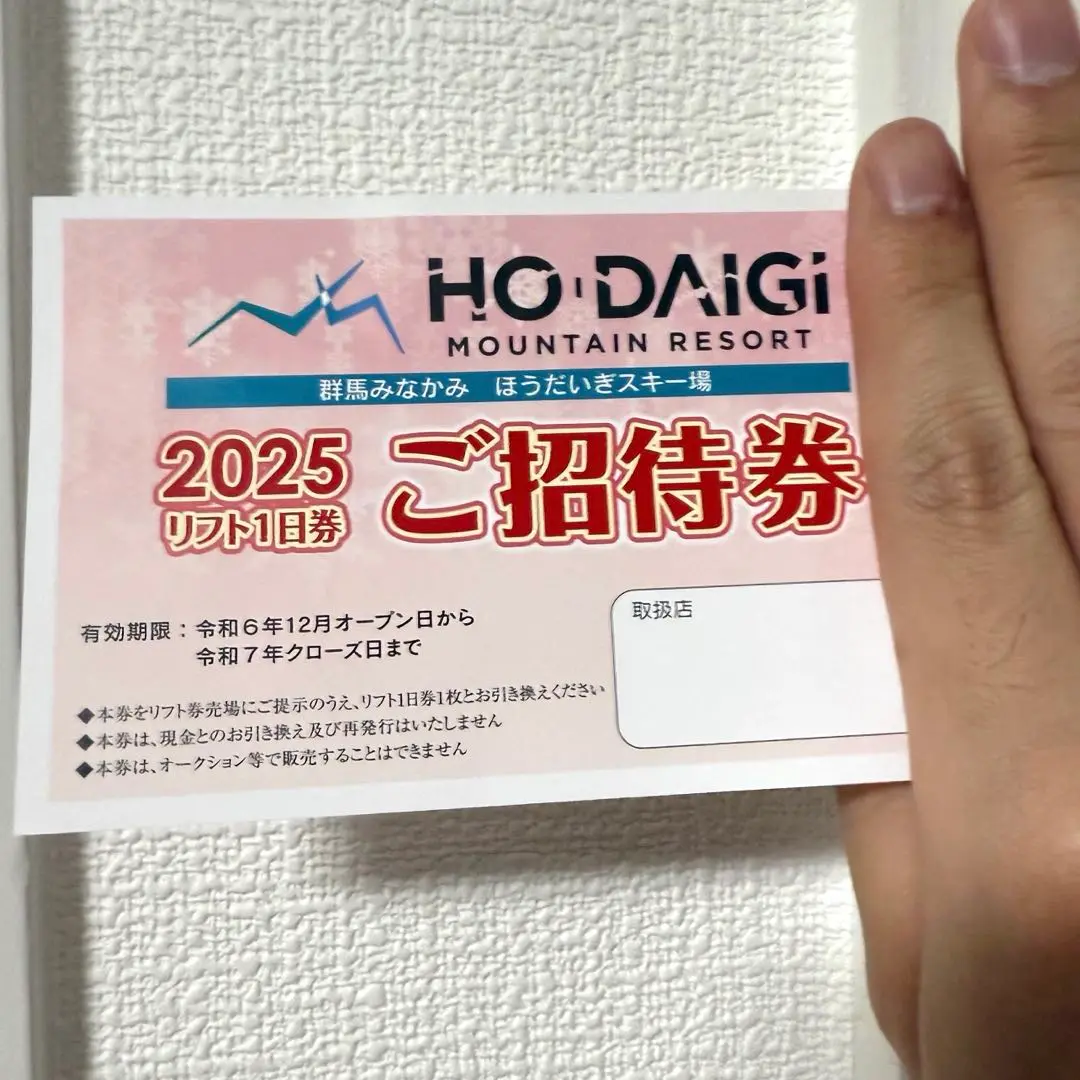 HO·DAIGI
MOUNTAIN RESORT
群馬みなかみ ほうだいぎスキー場
2025
リフト1日券
ご招待券
有効期限：令和6年12月オープン日から
令和7年クローズ日まで
取扱店
◆本券をリフト券売場にご提示のうえ、リフト1日券1枚とお引き換えください
◆本券は、現金とのお引き換え及び再発行はいたしません
◆本券は、オークション等で販売することはできません